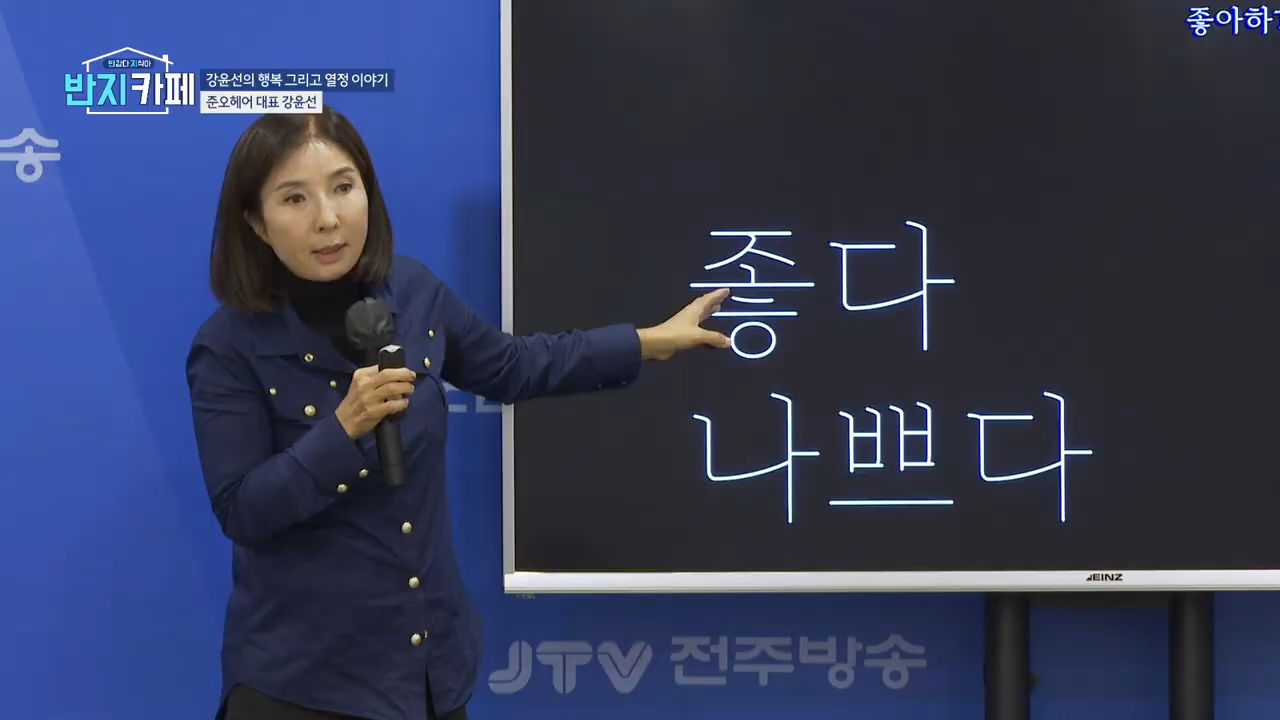 좋아하
반갑다 지식아
반지카페
강윤선의 행복 그리고 열정 이야기
준오헤어 대표 강윤선
송
좋다
나쁘다
JTV 전주방송